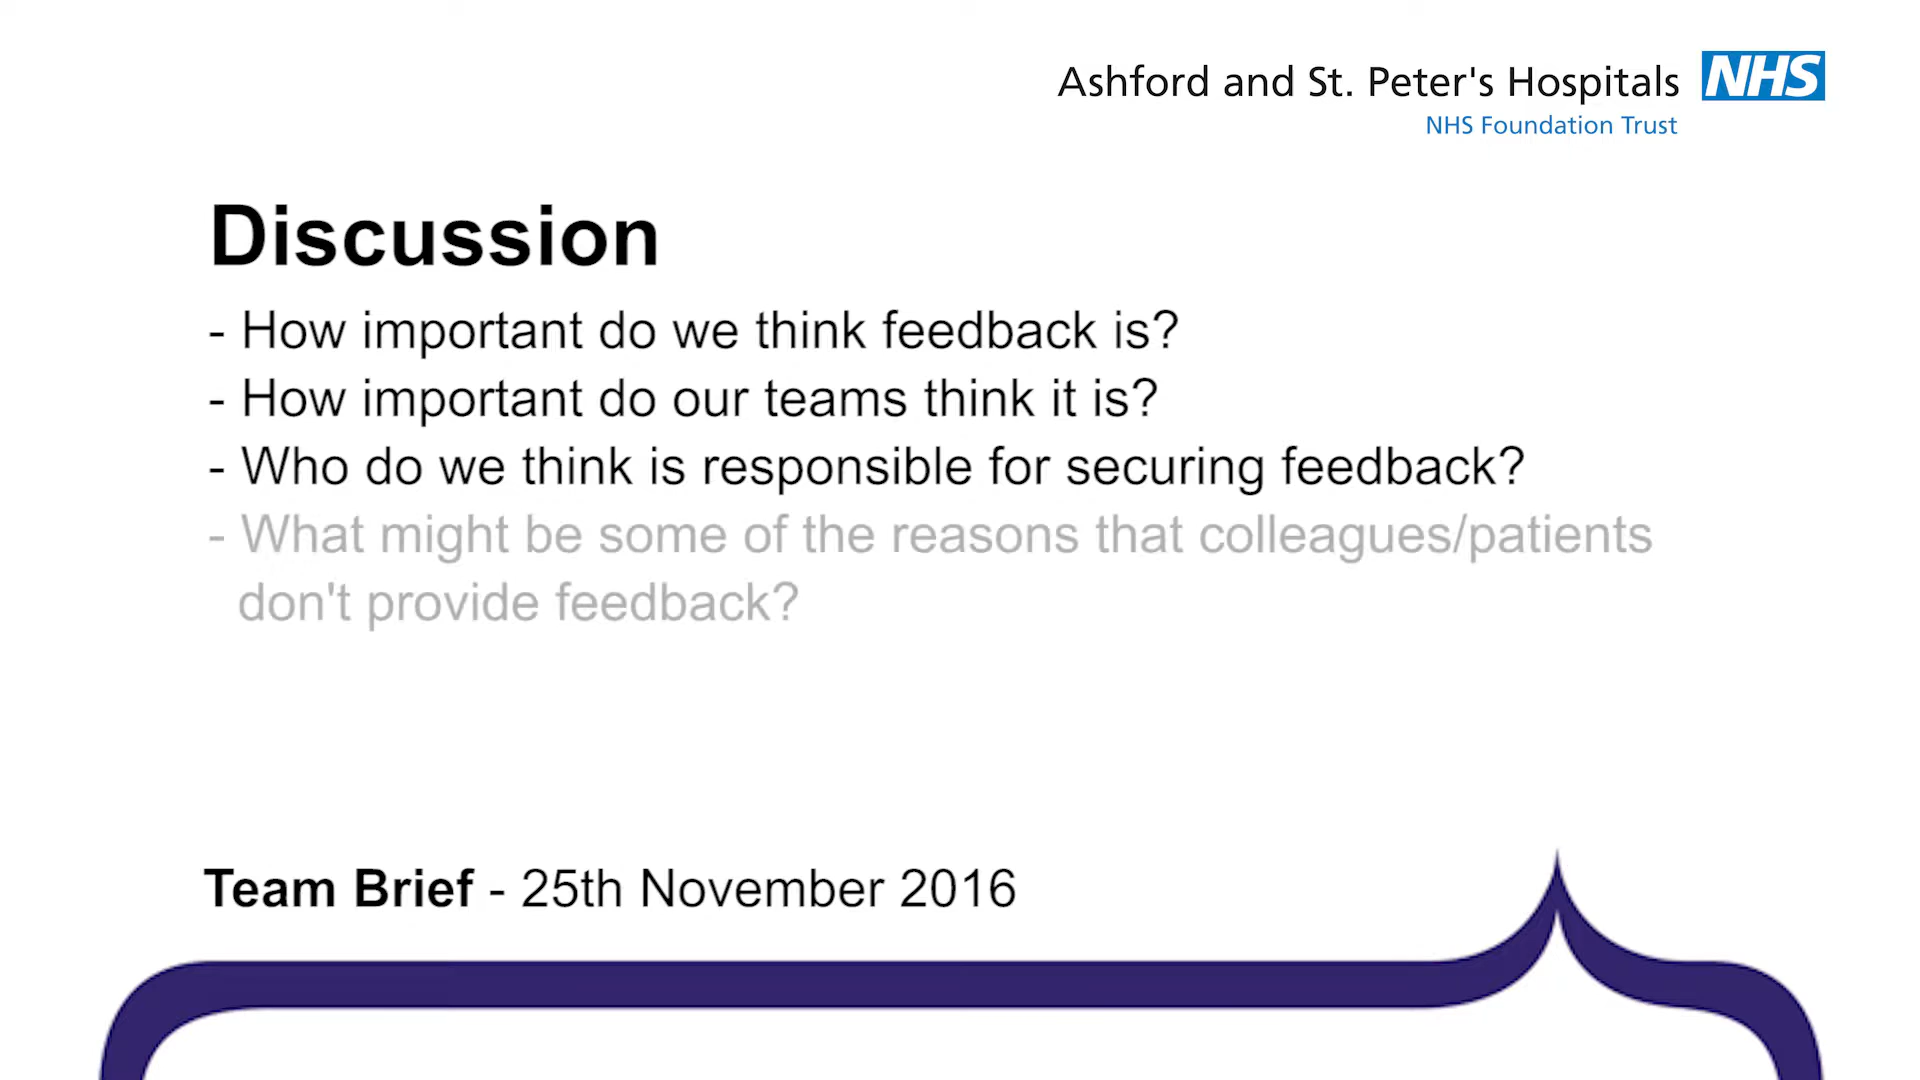 Ashford and St. Peter's Hospitals NHS
NHS Foundation Trust
Discussion
- How important do we think feedback is?
- How important do our teams think it is?
- Who do we think is responsible for securing feedback?
- What might be some of the reasons that colleagues/patients
don't provide feedback?
Team Brief - 25th November 2016